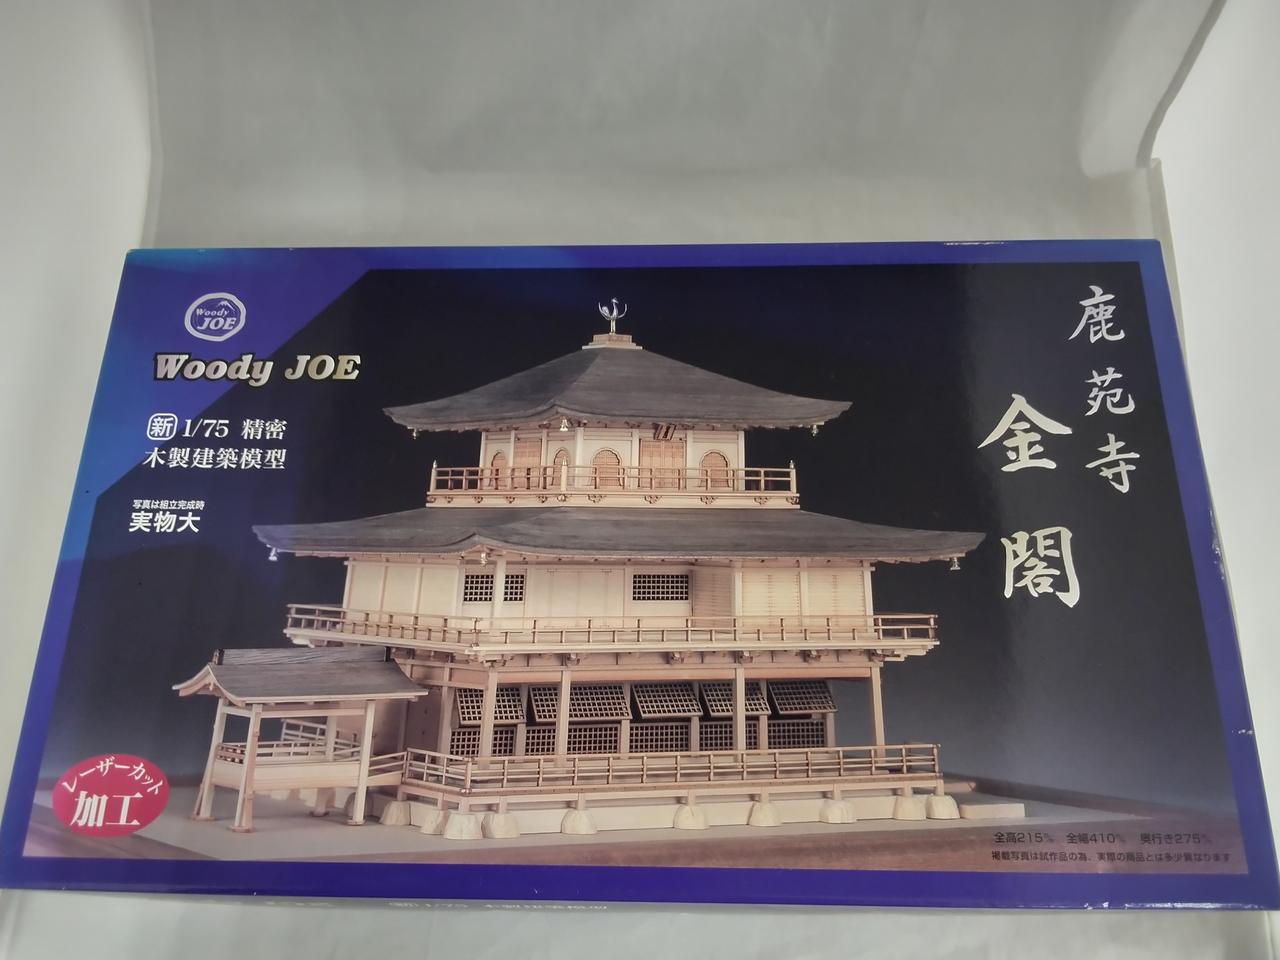 Woody
JOE
Woody JOE
新 1/75 精密
木製建築模型
写真は組立完成時
実物大
鹿苑寺
金閣
レーザーカット
加工
全高215㎜ 全幅410㎜ 奥行き275㎜
掲載写真は試作品の為、実際の商品とは多少異なります